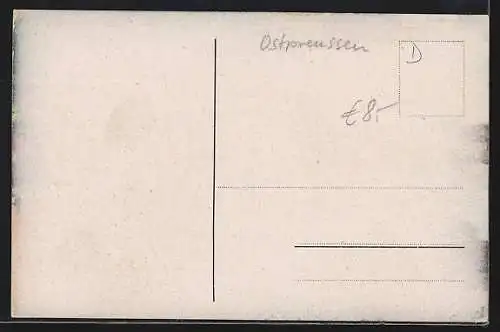 Ostpreussen
D
€ 8,-